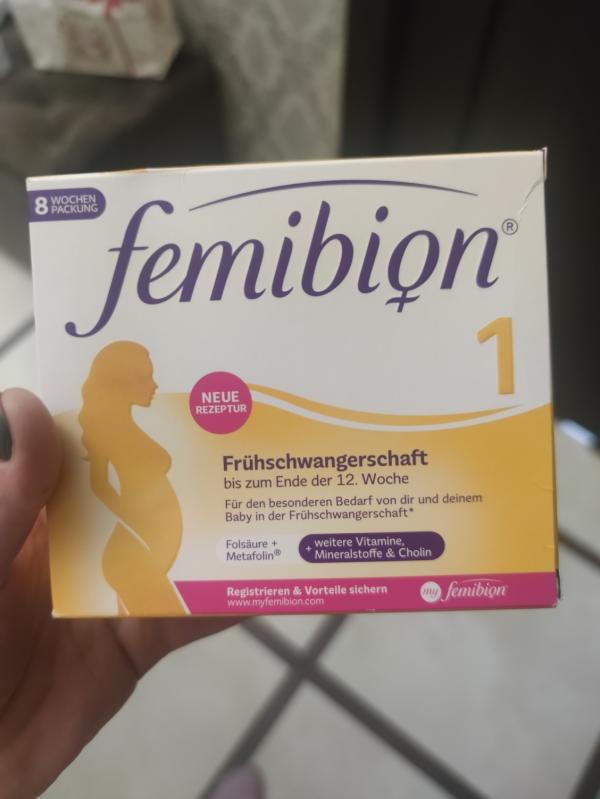 8 WOCHEN
PACKUNG
femibion®
1
NEUE
REZEPTUR
Frühschwangerschaft
bis zum Ende der 12. Woche
Für den besonderen Bedarf von dir und deinem
Baby in der Frühschwangerschaft*
Folsäure +
Metafolin®
+ weitere Vitamine,
Mineralstoffe & Cholin
Registrieren & Vorteile sichern
www.myfemibion.com
my femibion®